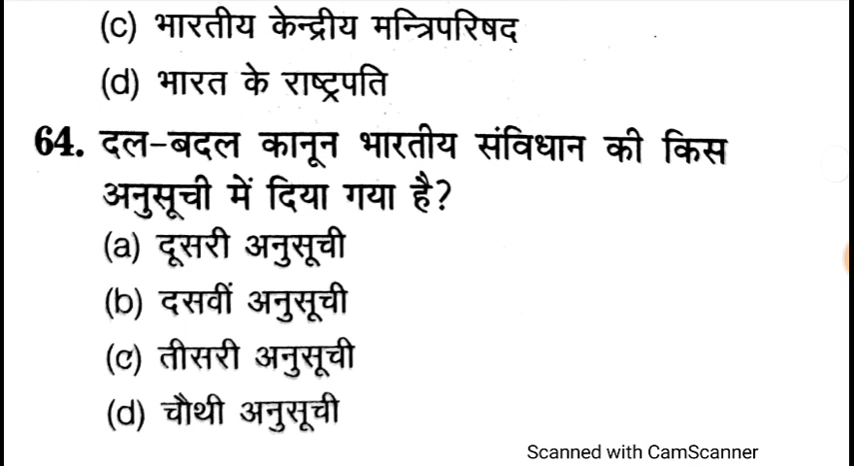 (c) भारतीय केन्द्रीय मन्त्रिपरिषद
(d) भारत के राष्ट्रपति
64. दल-बदल कानून भारतीय संविधान की किस
अनुसूची में दिया गया है?
(a) दूसरी अनुसूची
(b) दसवीं अनुसूची
(c) तीसरी अनुसूची
(d) चौथी अनुसूची
Scanned with CamScanner